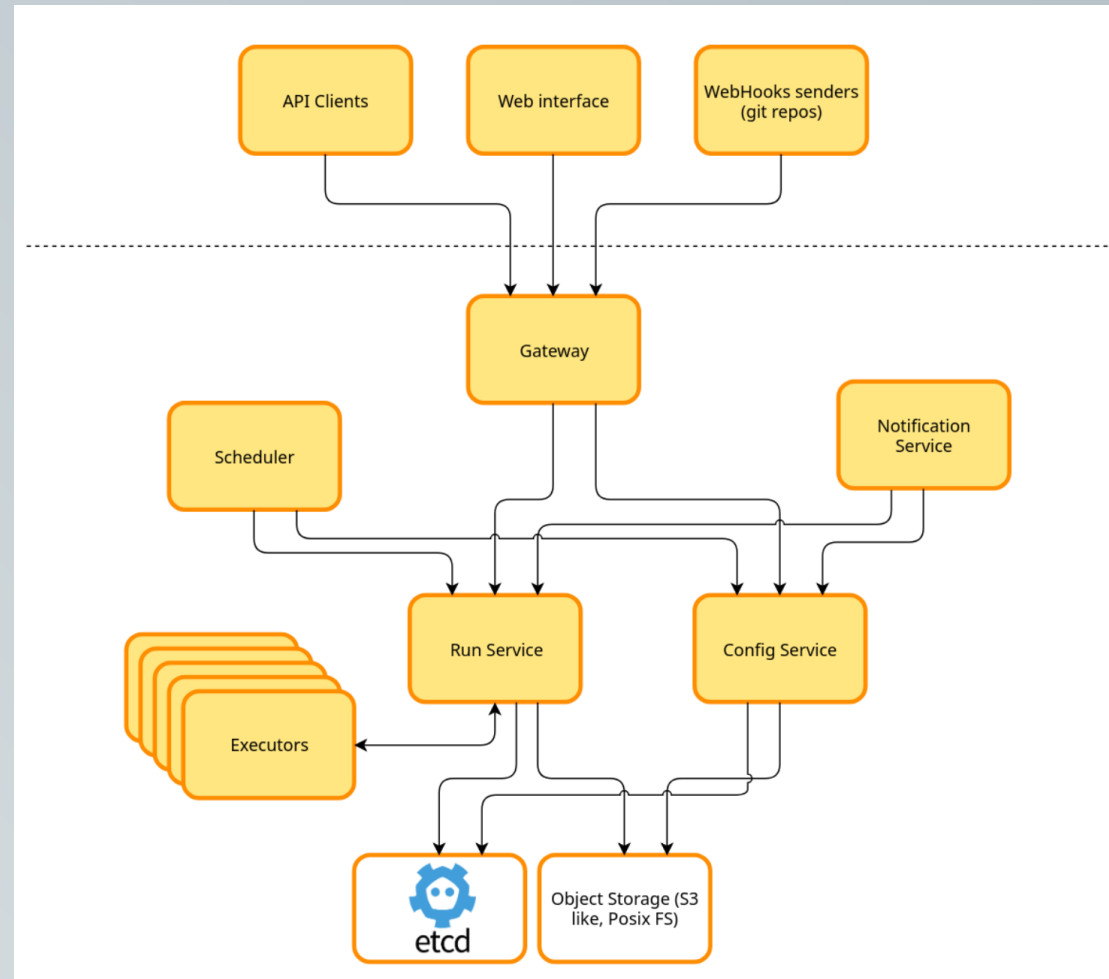 API Clients
Web interface
WebHooks senders
(git repos)
Gateway
Scheduler
Notification
Service
Run Service
Config Service
Executors
etcd
Object Storage (S3
like, Posix FS)